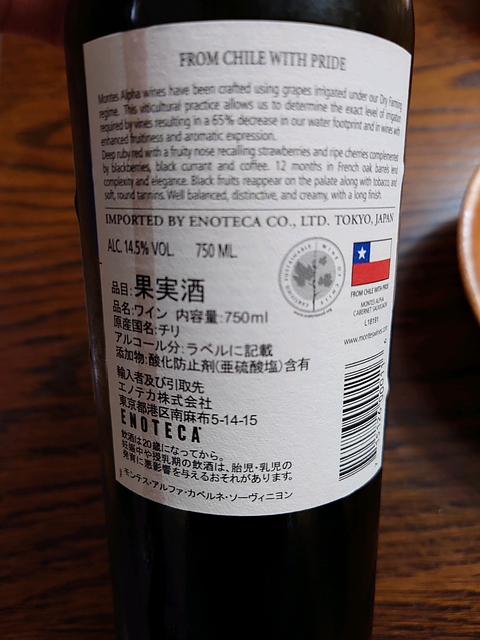 FROM CHILE WITH PRIDE
Montes Alpha wines have been crafted using grapes irrigated under our Dry Farming
regime. This viticultural practice allows us to determine the exact level of irrigation
required by vines resulting in a 65% decrease in our water footprint and in wines with
enhanced fruitiness and aromatic expression.
Deep ruby red with a fruity nose recalling strawberries and ripe cherries complemented
by blackberries, black currant and coffee. 12 months in French oak barrels lend
complexity and elegance. Black fruits reappear on the palate along with tobacco and
soft, round tannins. Well balanced, distinctive, and creamy, with a long finish.
IMPORTED BY ENOTECA CO., LTD. TOKYO, JAPAN
ALC. 14.5% VOL. 750 ML.
CERTIFIED SUSTAINABLE WINE OF CHILE
FROM CHILE WITH PRIDE
MONTES ALPHA
CABERNET SAUVIGNON
L18191
www.monteswines.com
品目:果実酒
品名:ワイン 内容量:750ml
原産国名:チリ
アルコール分:ラベルに記載
添加物:酸化防止剤(亜硫酸塩)含有
輸入者及び引取先
エノテカ株式会社
東京都港区南麻布5-14-15
ENOTECA
飲酒は20歳になってから。
妊娠中や授乳期の飲酒は、胎児・乳児の
発育に悪影響を与えるおそれがあります。
モンテス・アルファ・カベルネ・ソーヴィニヨン